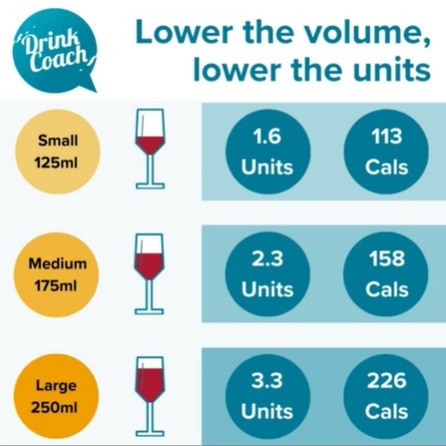 Drink
Coach
Lower the volume,
lower the units
Small
125ml
1.6
Units
113
Cals
Medium
175ml
2.3
Units
158
Cals
Large
250ml
3.3
Units
226
Cals